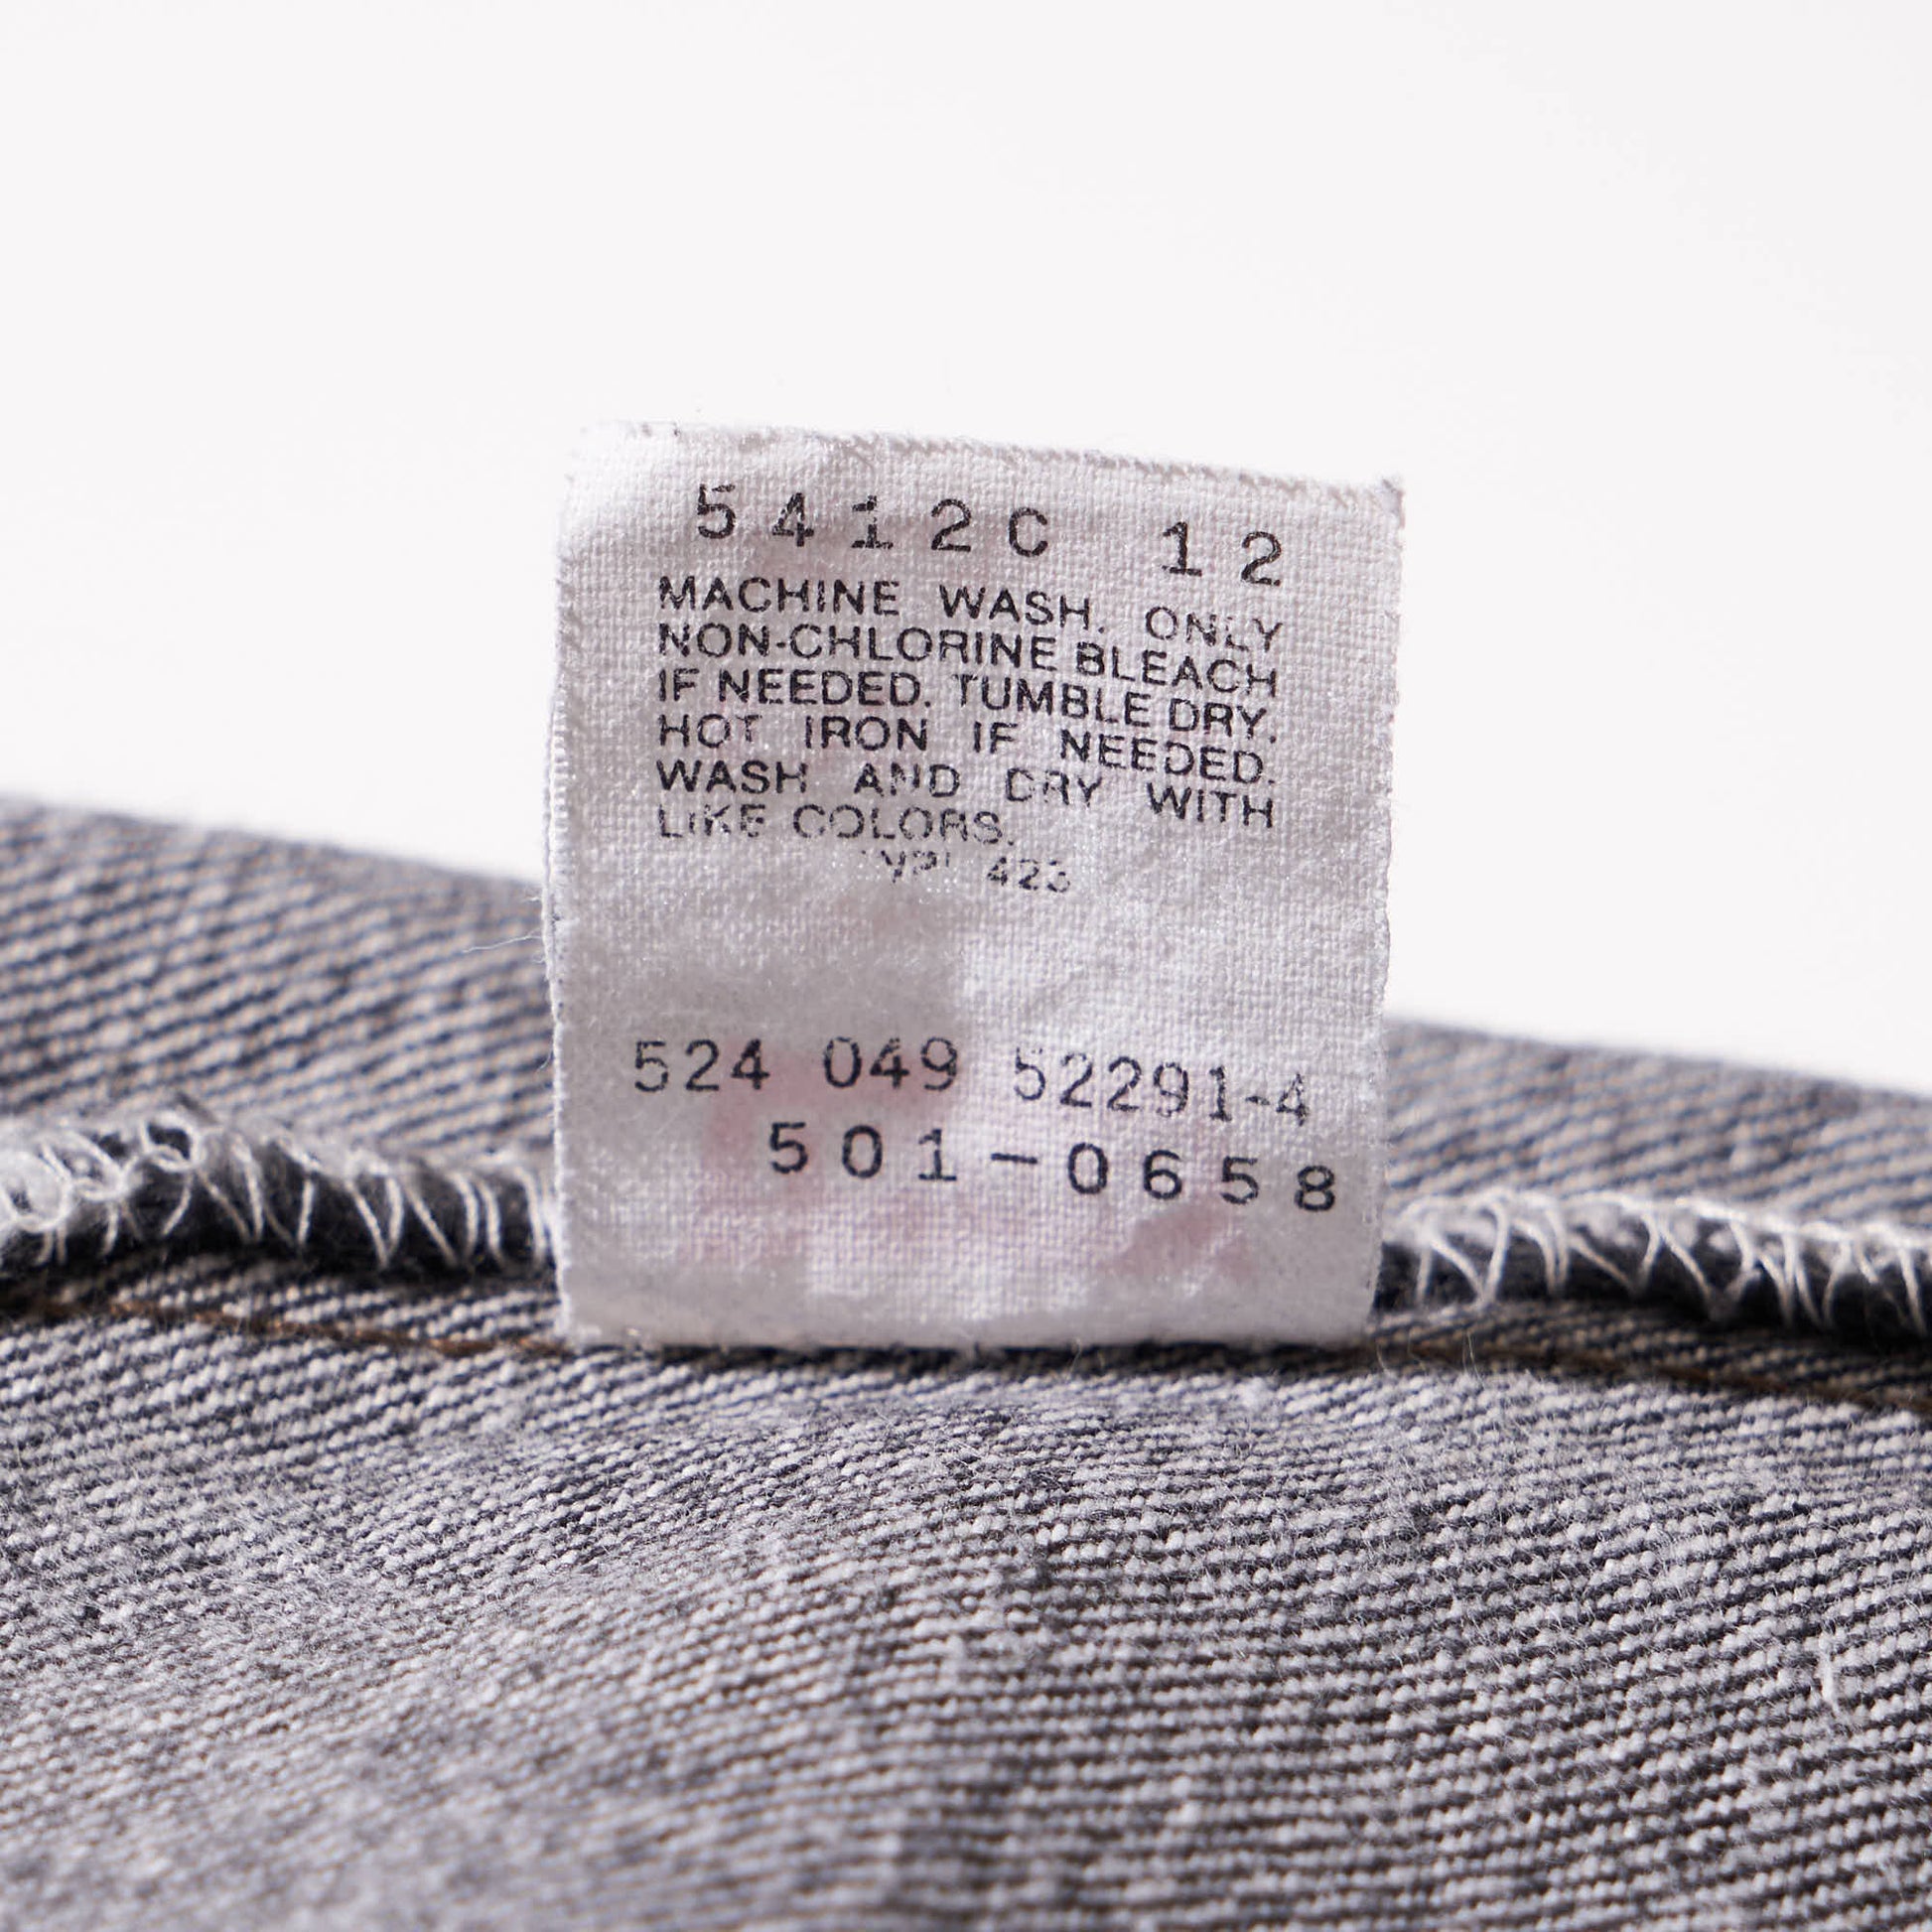 5412C 12
MACHINE WASH. ONLY
NON-CHLORINE BLEACH
IF NEEDED. TUMBLE DRY.
HOT IRON IF NEEDED.
WASH AND DRY WITH
LIKE COLORS.
423
524 049 52291-4
501-0658